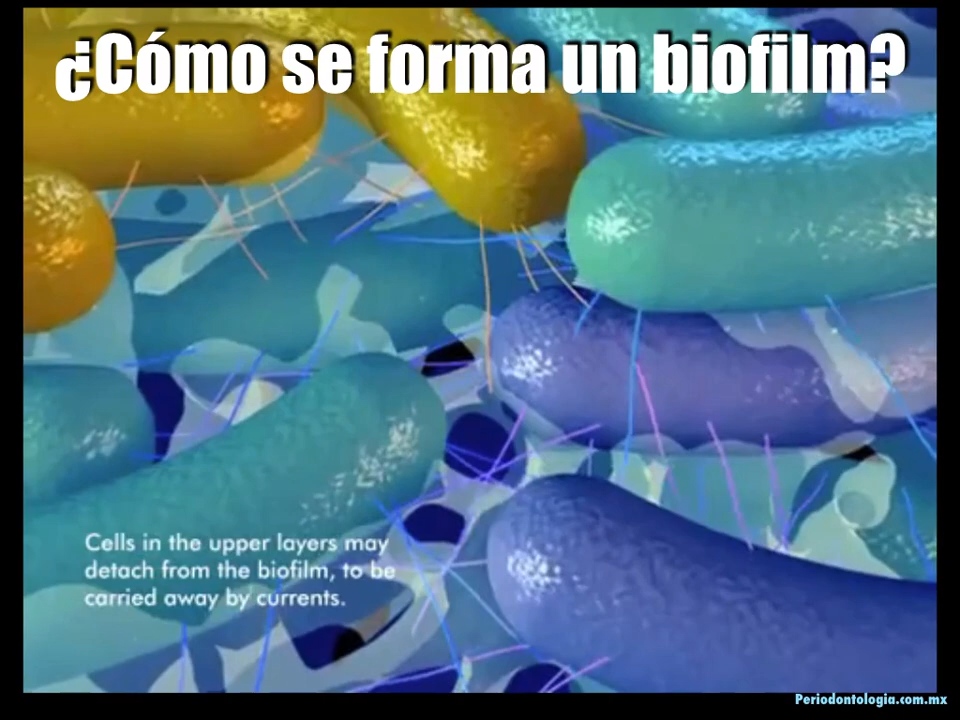 ¿Cómo se forma un biofilm?
Cells in the upper layers may
detach from the biofilm, to be
carried away by currents.
Periodontologia.com.mx